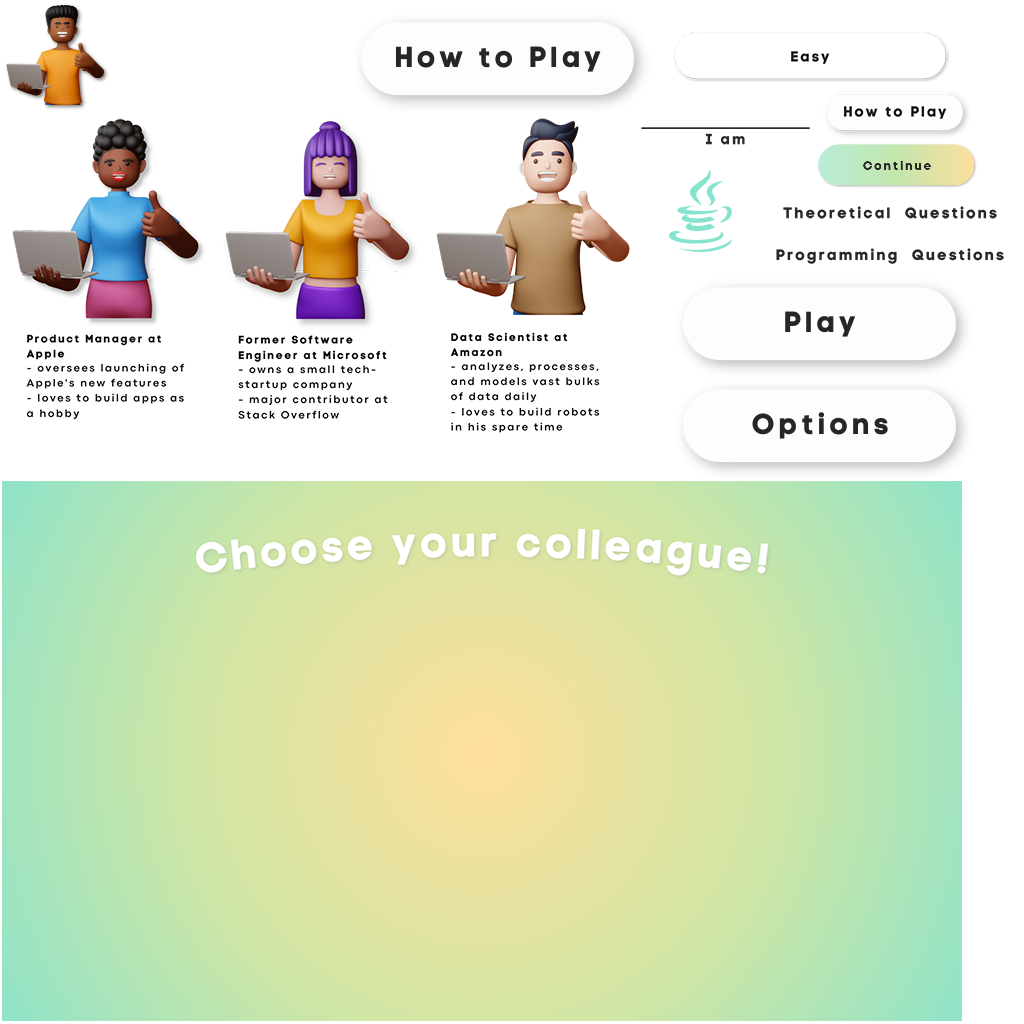 How to Play
Easy
How to Play
I am
Continue
Theoretical Questions
Programming Questions
Play
Options
Product Manager at
Apple
- oversees launching of
Apple's new features
- loves to build apps as
a hobby
Former Software
Engineer at Microsoft
- owns a small tech-
startup company
- major contributor at
Stack Overflow
Data Scientist at
Amazon
- analyzes, processes,
and models vast bulks
of data daily
- loves to build robots
in his spare time
Choose your colleague!